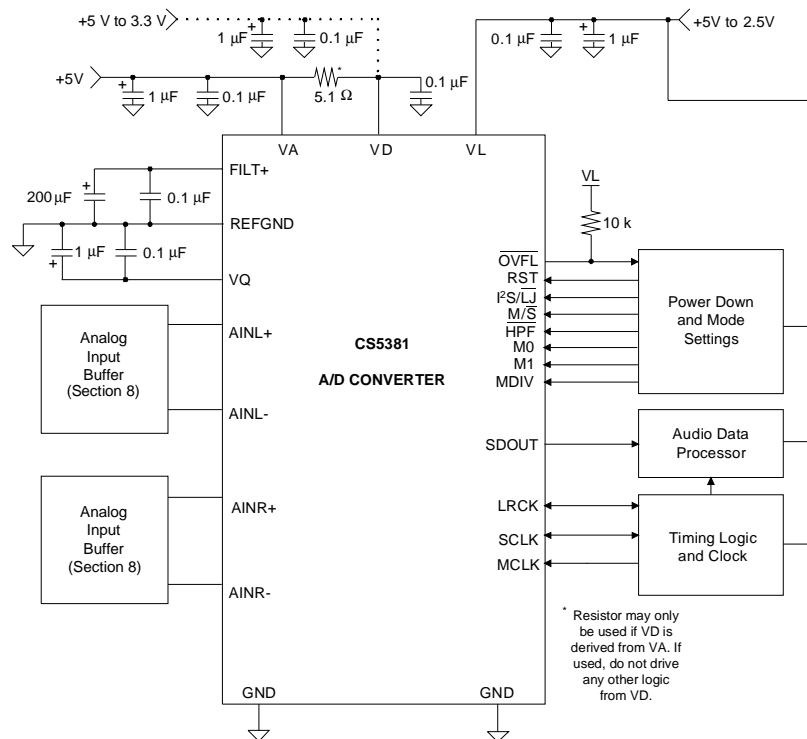 +5 V to 3.3 V
+
1 µF
0.1 µF
0.1 µF
+
1 µF
+5V to 2.5V
+5V
+
1 µF
0.1 µF
*
5.1 Ω
0.1 µF
VA
VD
VL
FILT+
+
200 µF
0.1 µF
REFGND
1 µF
+
0.1 µF
VQ
VL
10 k
OVFL
RST
I²S/LJ
M/S
HPF
M0
M1
MDIV
Power Down
and Mode
Settings
Analog
Input
Buffer
(Section 8)
AINL+
AINL-
CS5381
A/D CONVERTER
SDOUT
Audio Data
Processor
Analog
Input
Buffer
(Section 8)
AINR+
AINR-
LRCK
SCLK
MCLK
Timing Logic
and Clock
* Resistor may only
be used if VD is
derived from VA. If
used, do not drive
any other logic
from VD.
GND
GND